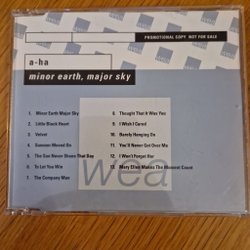 PROMOTIONAL COPY NOT FOR SALE
a-ha
minor earth, major sky
1. Minor Earth Major Sky
2. Little Black Heart
3. Velvet
4. Summer Moved On
5. The Sun Never Shone That Day
6. To Let You Win
7. The Company Man
8. Thought That It Was You
9. I Wish I Cared
10. Barely Hanging On
11. You'll Never Get Over Me
12. I Won't Forget Her
13. Mary Ellen Makes The Moment Count
wea